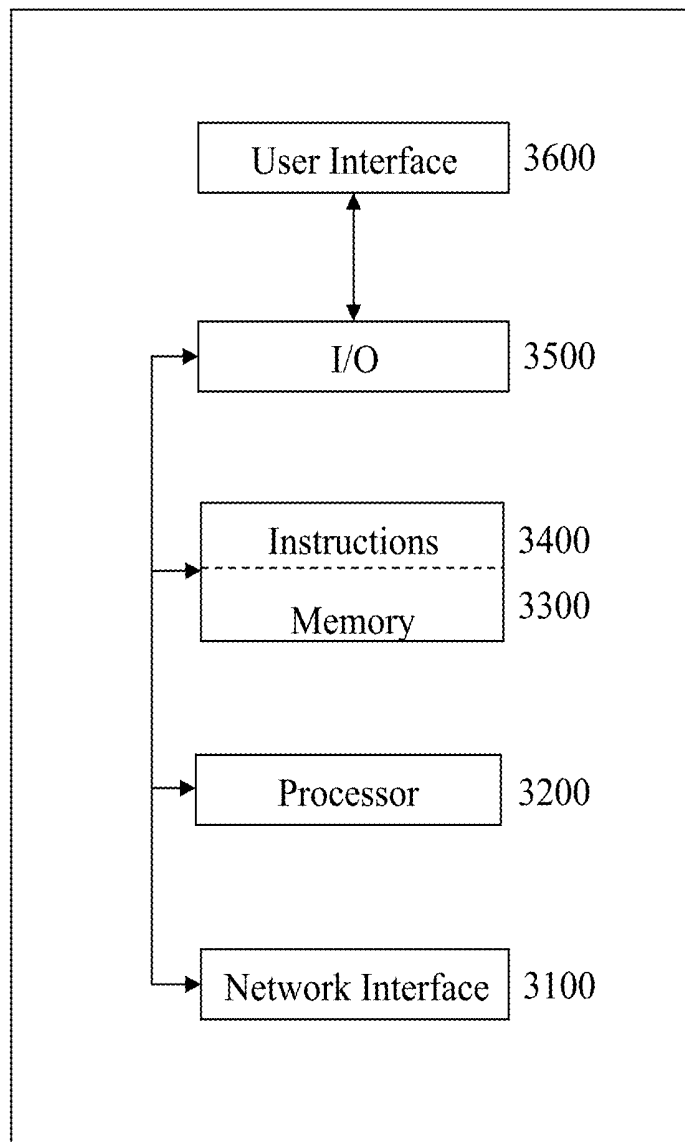 User Interface 3600
I/O 3500
Instructions 3400
Memory 3300
Processor 3200
Network Interface 3100